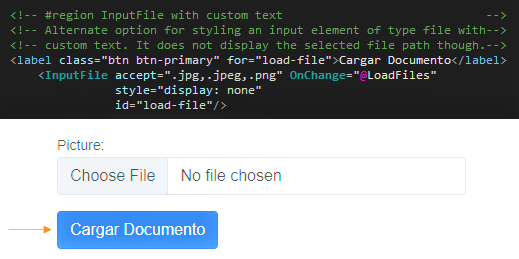 <!-- #region InputFile with custom text -->
<!-- Alternate option for styling an input element of type file with-->
<!-- custom text. It does not display the selected file path though.-->
<label class="btn btn-primary" for="load-file">Cargar Documento</label>
<InputFile accept=".jpg,.jpeg,.png" OnChange="@LoadFiles"
style="display: none"
id="load-file"/>
Picture:
Choose File No file chosen
Cargar Documento